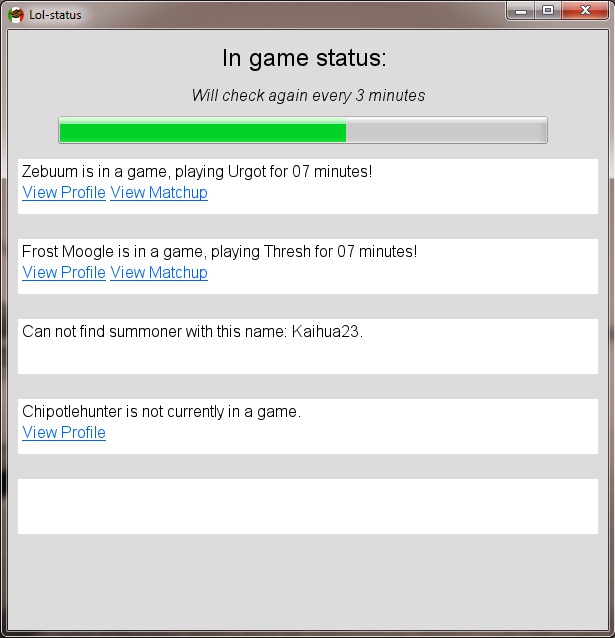 Lol-status
In game status:
Will check again every 3 minutes
Zebuum is in a game, playing Urgot for 07 minutes!
View Profile View Matchup
Frost Moogle is in a game, playing Thresh for 07 minutes!
View Profile View Matchup
Can not find summoner with this name: Kaihua23.
Chipotlehunter is not currently in a game.
View Profile